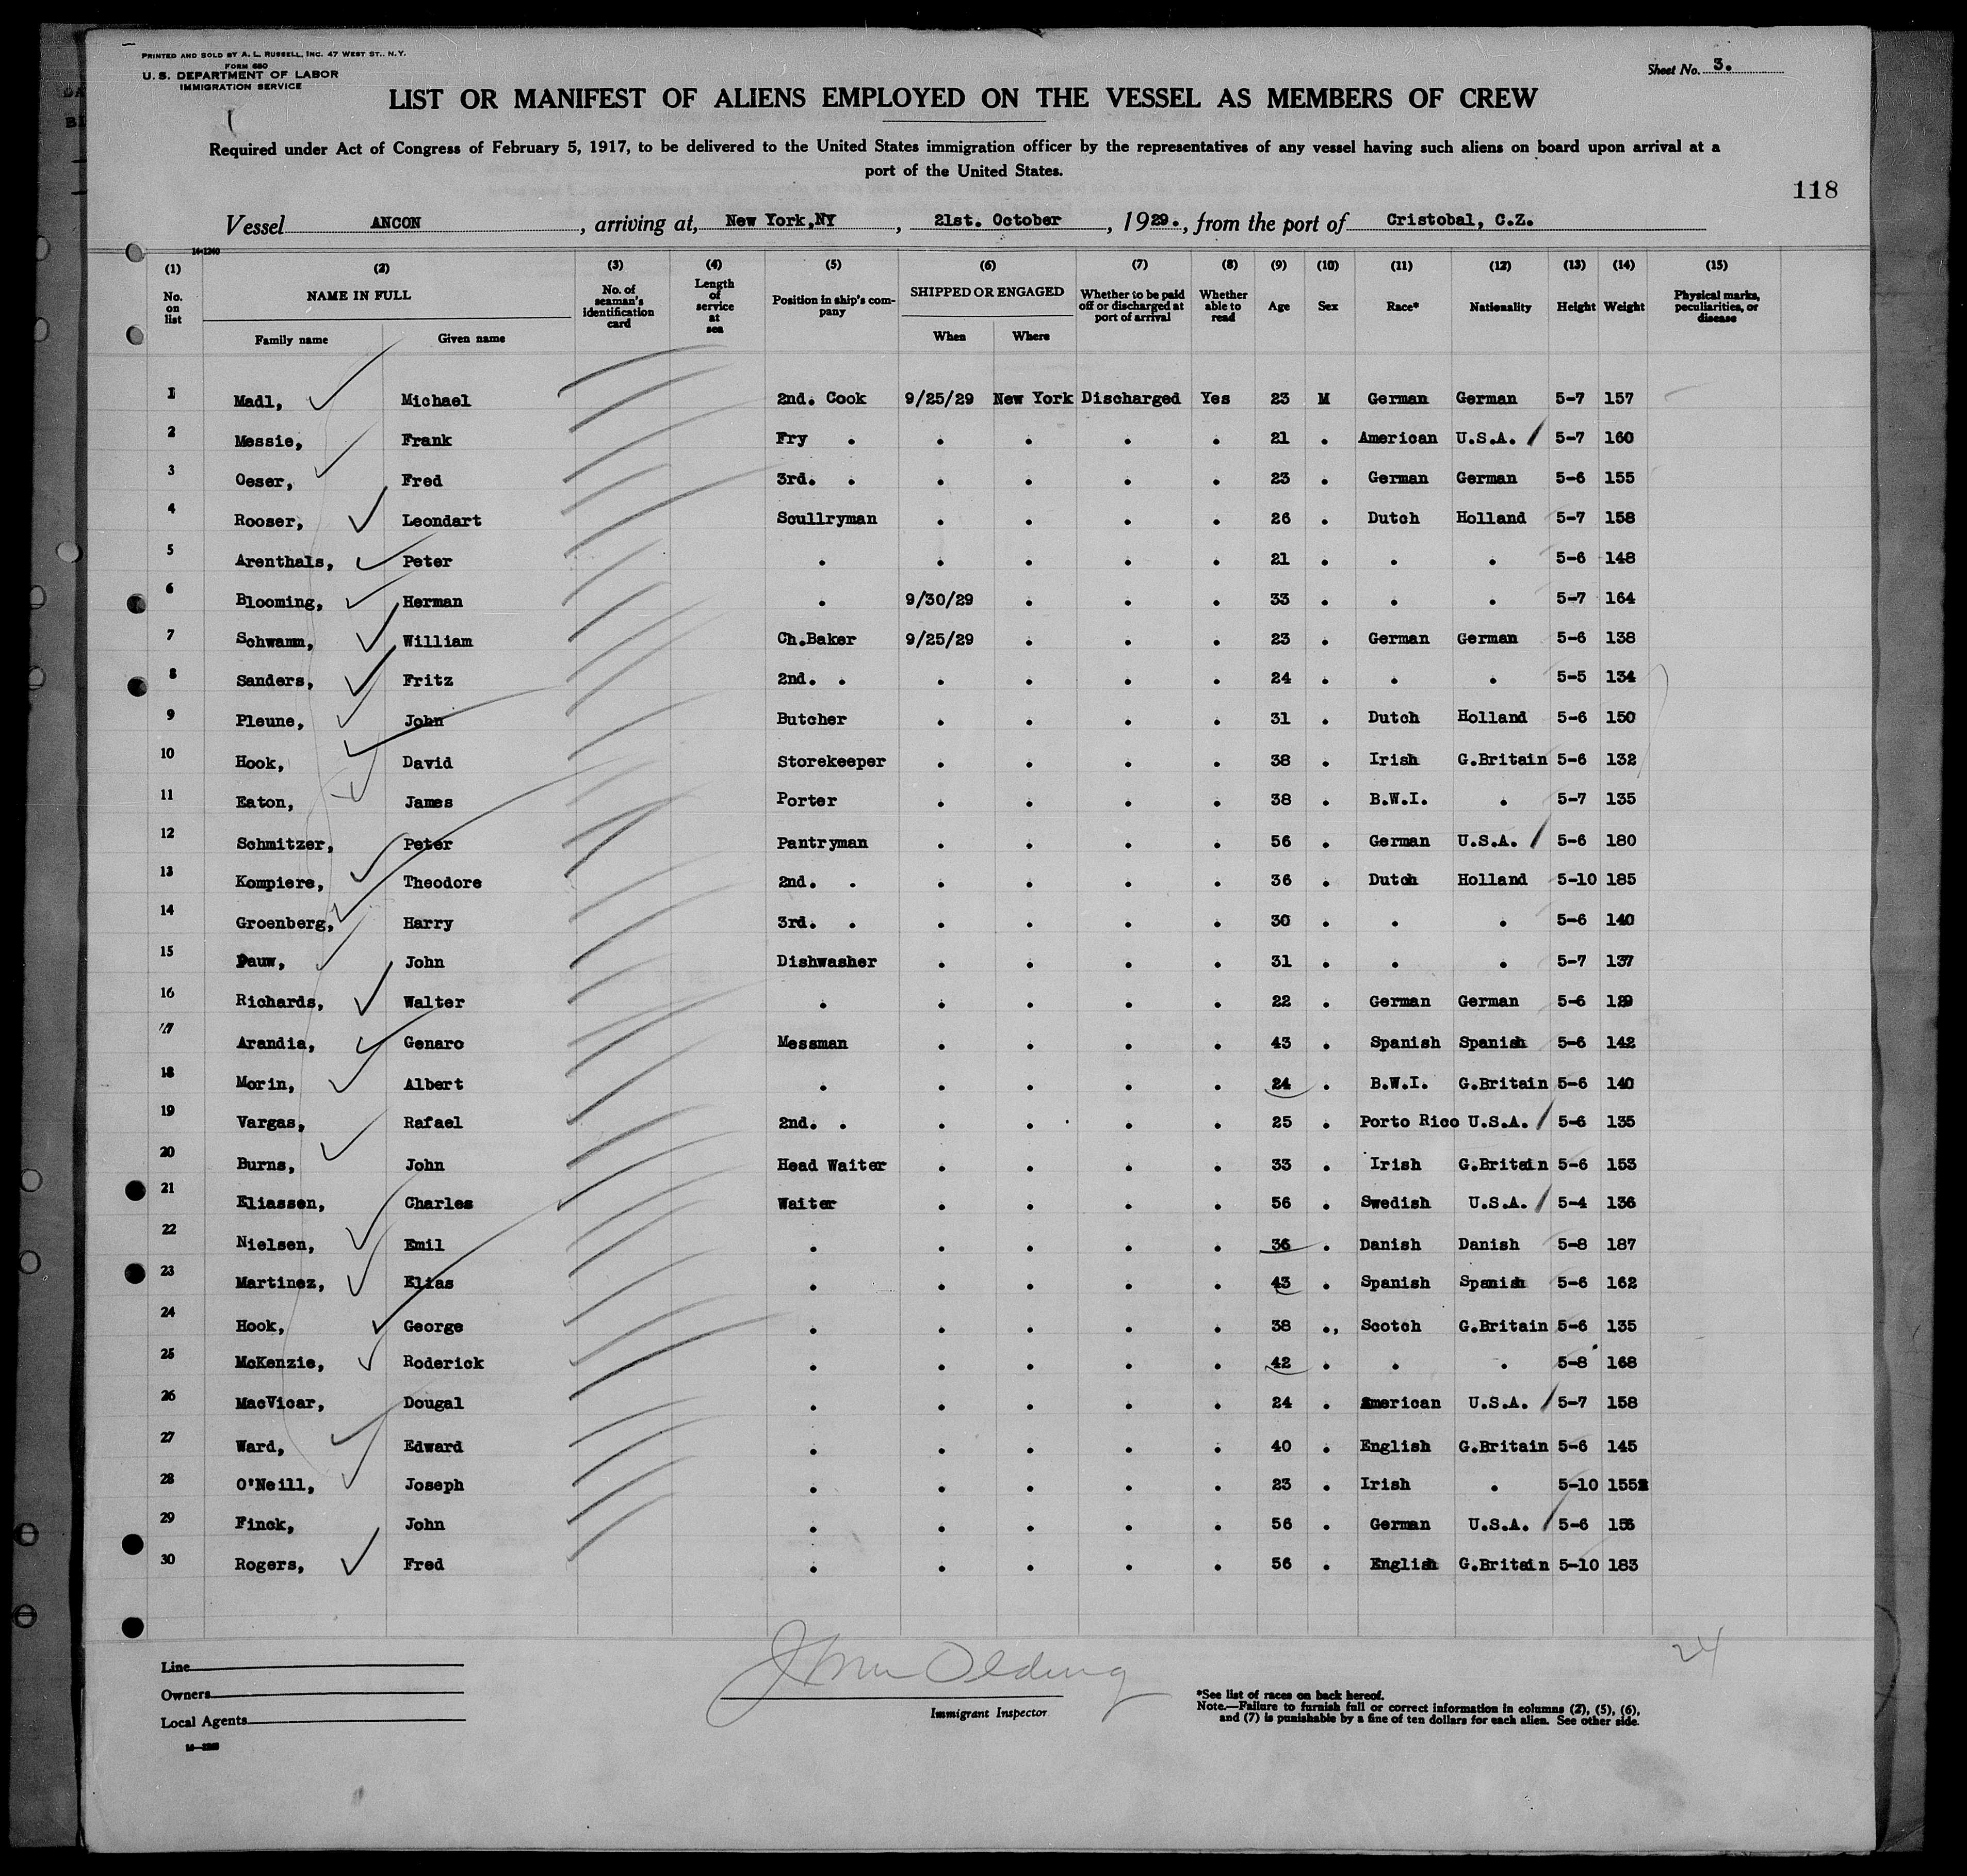 PRINTED AND SOLD BY A. L. RUSSELL, INC. 47 WEST ST., N.Y.
FORM 680
U. S. DEPARTMENT OF LABOR
IMMIGRATION SERVICE
Sheet No. 3.
LIST OR MANIFEST OF ALIENS EMPLOYED ON THE VESSEL AS MEMBERS OF CREW
Required under Act of Congress of February 5, 1917, to be delivered to the United States immigration officer by the representatives of any vessel having such aliens on board upon arrival at a
port of the United States.
118
Vessel ANCON, arriving at, New York,NY, 21st. October, 1929., from the port of Cristobal, C.Z.
14-1240
(1) (2) (3) (4) (5) (6) (7) (8) (9) (10) (11) (12) (13) (14) (15)
No. on list NAME IN FULL Family name Given name No. of seaman's identification card Length of service at sea Position in ship's company SHIPPED OR ENGAGED When Where Whether to be paid off or discharged at port of arrival Whether able to read Age Sex Race* Nationality Height Weight Physical marks, peculiarities, or disease
1 Madl, Michael 2nd. Cook 9/25/29 New York Discharged Yes 23 M German German 5-7 157
2 Messie, Frank Fry . . . . . 21 . American U.S.A. / 5-7 160
3 Oeser, Fred 3rd. . . . . . 23 . German German 5-6 155
4 Rooser, Leondart Scullryman . . . . 26 . Dutch Holland 5-7 158
5 Arenthals, Peter . . . . . 21 . . . 5-6 148
6 Blooming, Herman . 9/30/29 . . . 33 . . . 5-7 164
7 Schwamm, William Ch.Baker 9/25/29 . . . 23 . German German 5-6 138
8 Sanders, Fritz 2nd. . . . . . 24 . . . 5-5 134
9 Pleune, John Butcher . . . . 31 . Dutch Holland 5-6 150
10 Hook, David Storekeeper . . . . 38 . Irish G.Britain 5-6 132
11 Eaton, James Porter . . . . 38 . B.W.I. . 5-7 135
12 Schmitzer, Peter Pantryman . . . . 56 . German U.S.A. / 5-6 180
13 Kompiere, Theodore 2nd. . . . . . 36 . Dutch Holland 5-10 185
14 Groenberg, Harry 3rd. . . . . . 30 . . . 5-6 140
15 Pauw, John Dishwasher . . . . 31 . . . 5-7 137
16 Richards, Walter . . . . . 22 . German German 5-6 129
17 Arandia, Genaro Messman . . . . 43 . Spanish Spanish 5-6 142
18 Morin, Albert . . . . . 24 . B.W.I. G.Britain 5-6 140
19 Vargas, Rafael 2nd. . . . . . 25 . Porto Rico U.S.A. / 5-6 135
20 Burns, John Head Waiter . . . . 33 . Irish G.Britain 5-6 153
21 Eliassen, Charles Waiter . . . . 56 . Swedish U.S.A. / 5-4 136
22 Nielsen, Emil . . . . . 36 . Danish Danish 5-8 187
23 Martinez, Elias . . . . . 43 . Spanish Spanish 5-6 162
24 Hook, George . . . . . 38 ., Scotch G.Britain 5-6 135
25 McKenzie, Roderick . . . . . 42 . . . 5-8 168
26 MacVicar, Dougal . . . . . 24 . American U.S.A. / 5-7 158
27 Ward, Edward . . . . . 40 . English G.Britain 5-6 145
28 O'Neill, Joseph . . . . . 23 . Irish . 5-10 155
29 Finck, John . . . . . 56 . German U.S.A. / 5-6 156
30 Rogers, Fred . . . . . 56 . English G.Britain 5-10 183
24
Line
Owners
Local Agents
Immigrant Inspector
*See list of races on back hereof.
Note.—Failure to furnish full or correct information in columns (2), (5), (6),
and (7) is punishable by a fine of ten dollars for each alien. See other side.